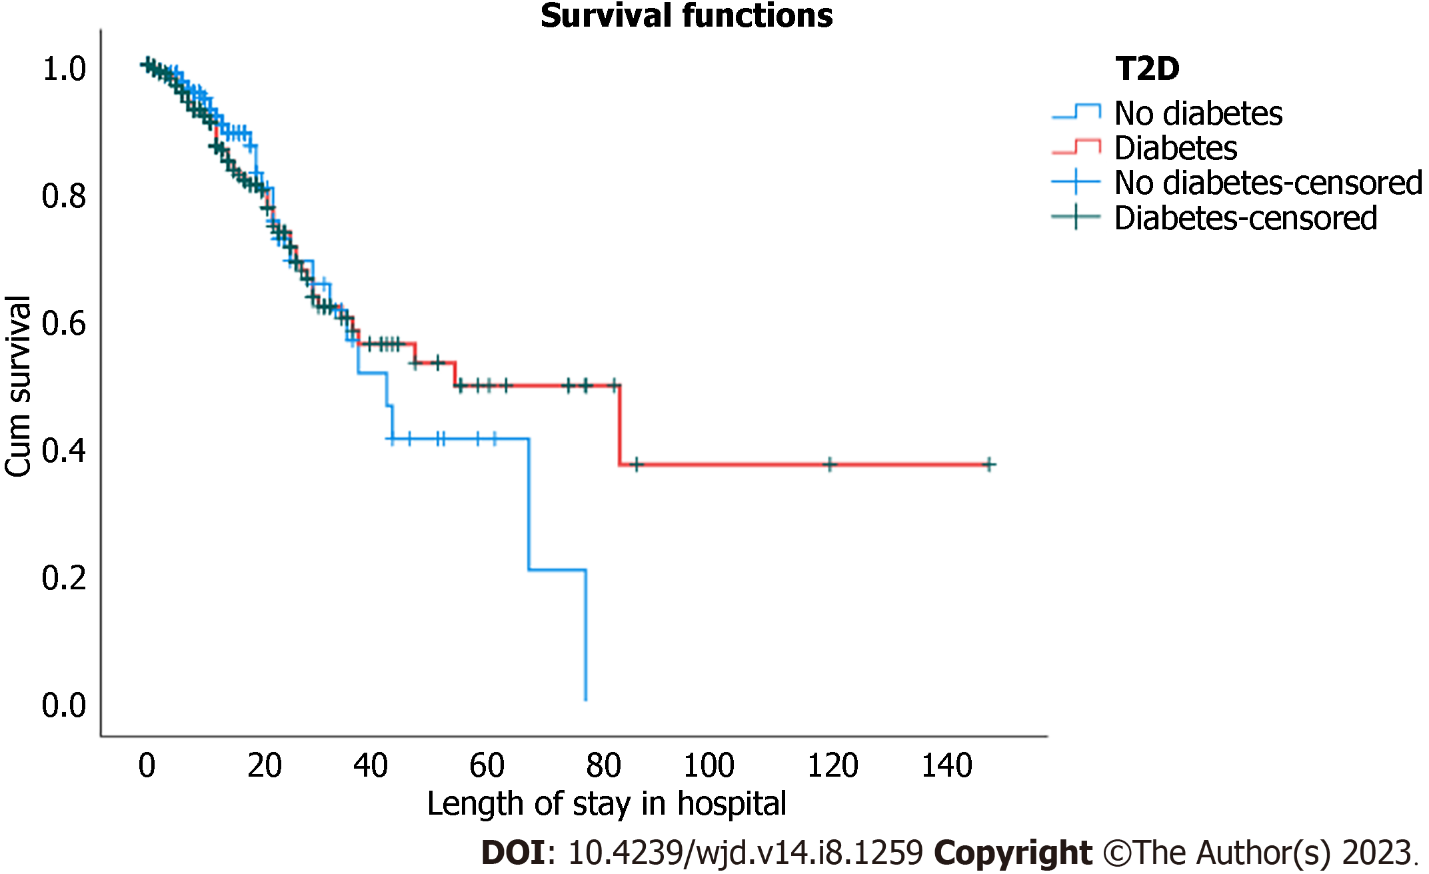 Survival functions
T2D
No diabetes
Diabetes
No diabetes-censored
Diabetes-censored
Cum survival
1.0
0.8
0.6
0.4
0.2
0.0
0 20 40 60 80 100 120 140
Length of stay in hospital
DOI: 10.4239/wjd.v14.i8.1259 Copyright ©The Author(s) 2023.